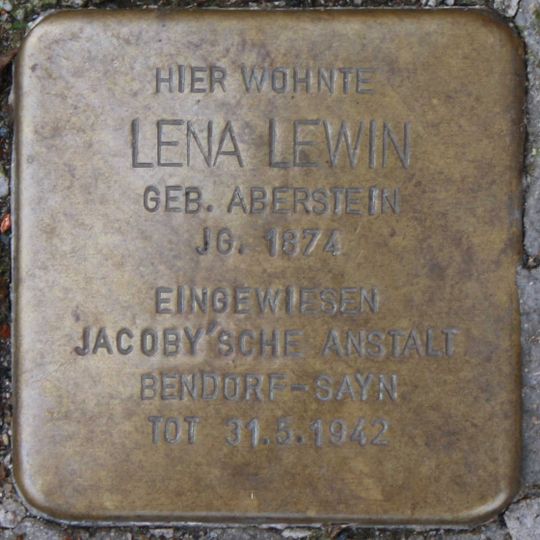 HIER WOHNTE
LENA LEWIN
GEB. ABERSTEIN
JG. 1874
EINGEWIESEN
JACOBY'SCHE ANSTALT
BENDORF-SAYN
TOT 31.5.1942